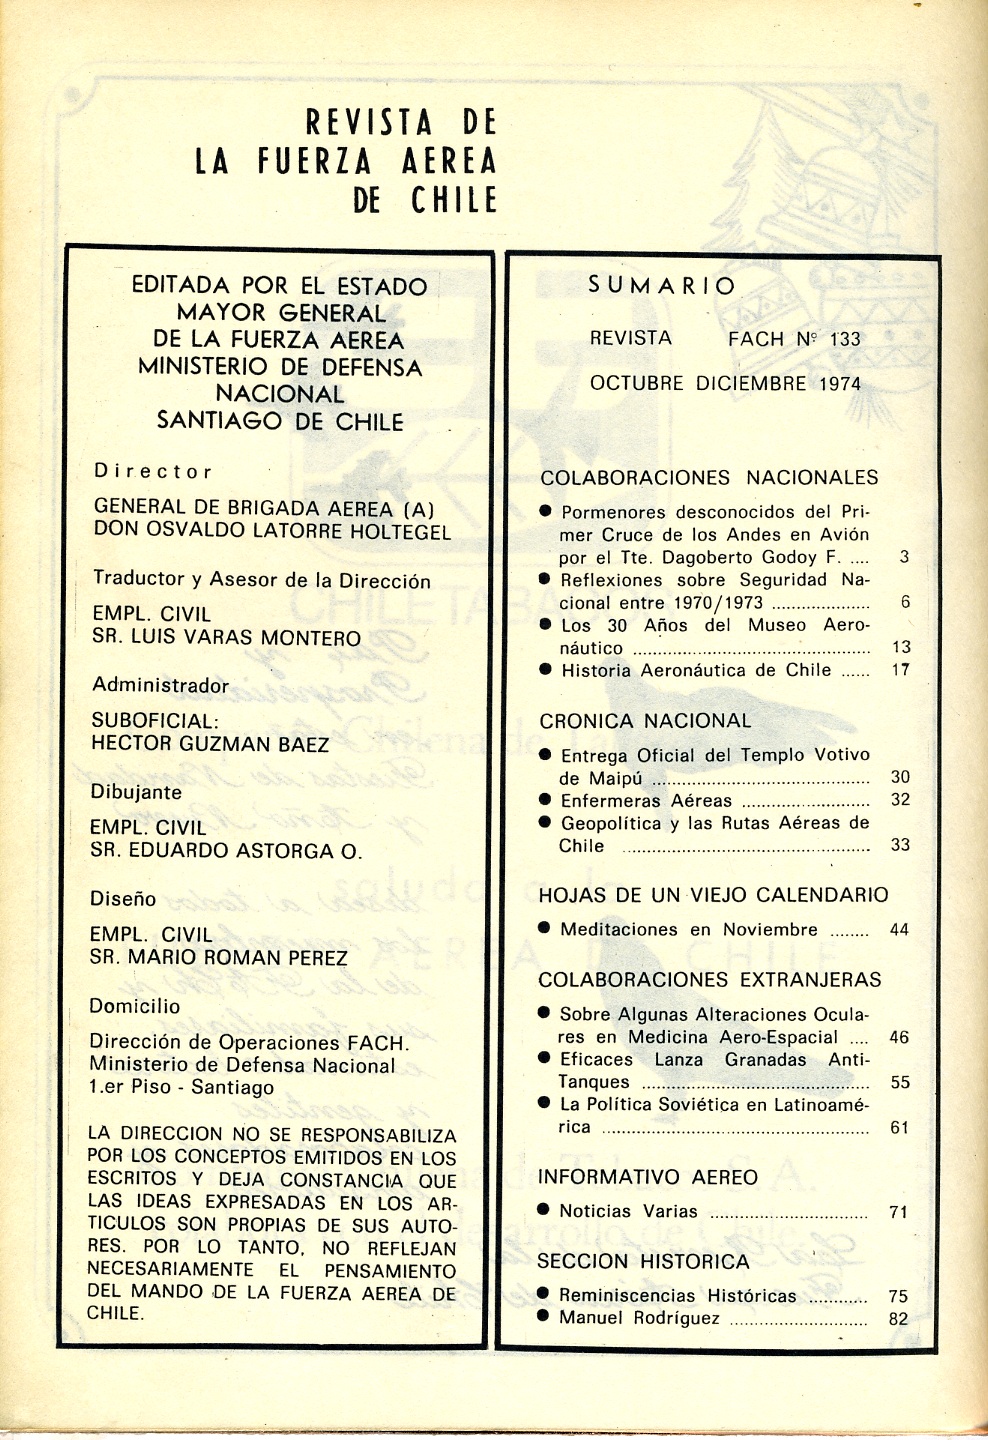 REVISTA DE
LA FUERZA AEREA
DE CHILE
EDITADA POR EL ESTADO
MAYOR GENERAL
DE LA FUERZA AEREA
MINISTERIO DE DEFENSA
NACIONAL
SANTIAGO DE CHILE
Director
GENERAL DE BRIGADA AEREA (A)
DON OSVALDO LATORRE HOLTEGEL
Traductor y Asesor de la Dirección
EMPL. CIVIL
SR. LUIS VARAS MONTERO
Administrador
SUBOFICIAL:
HECTOR GUZMAN BAEZ
Dibujante
EMPL. CIVIL
SR. EDUARDO ASTORGA O.
Diseño
EMPL. CIVIL
SR. MARIO ROMAN PEREZ
Domicilio
Dirección de Operaciones FACH.
Ministerio de Defensa Nacional
1.er Piso - Santiago
LA DIRECCION NO SE RESPONSABILIZA
POR LOS CONCEPTOS EMITIDOS EN LOS
ESCRITOS Y DEJA CONSTANCIA QUE
LAS IDEAS EXPRESADAS EN LOS AR-
TICULOS SON PROPIAS DE SUS AUTO-
RES. POR LO TANTO, NO REFLEJAN
NECESARIAMENTE EL PENSAMIENTO
DEL MANDO DE LA FUERZA AEREA DE
CHILE.
SUMARIO
REVISTA FACH Nº 133
OCTUBRE DICIEMBRE 1974
COLABORACIONES NACIONALES
● Pormenores desconocidos del Pri-
mer Cruce de los Andes en Avión
por el Tte. Dagoberto Godoy F. .... 3
● Reflexiones sobre Seguridad Na-
cional entre 1970/1973 .................... 6
● Los 30 Años del Museo Aero-
náutico ............................................. 13
● Historia Aeronáutica de Chile ...... 17
CRONICA NACIONAL
● Entrega Oficial del Templo Votivo
de Maipú ......................................... 30
● Enfermeras Aéreas ........................ 32
● Geopolítica y las Rutas Aéreas de
Chile ............................................... 33
HOJAS DE UN VIEJO CALENDARIO
● Meditaciones en Noviembre ........ 44
COLABORACIONES EXTRANJERAS
● Sobre Algunas Alteraciones Ocula-
res en Medicina Aero-Espacial .... 46
● Eficaces Lanza Granadas Anti-
Tanques .......................................... 55
● La Política Soviética en Latinoamé-
rica .................................................. 61
INFORMATIVO AEREO
● Noticias Varias .............................. 71
SECCION HISTORICA
● Reminiscencias Históricas ............ 75
● Manuel Rodríguez .......................... 82